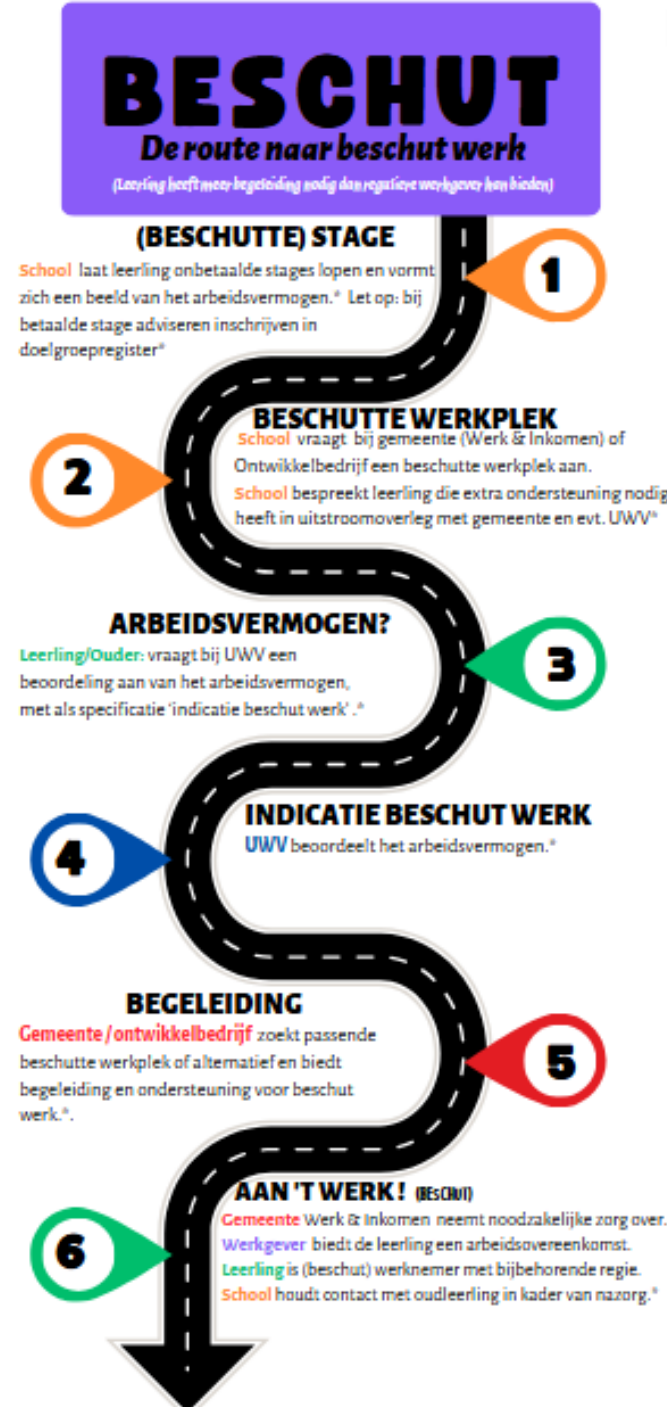 BESCHUT
De route naar beschut werk
(Leerling heeft meer begeleiding nodig dan reguliere werkgever kan bieden)
(BESCHUTTE) STAGE
School laat leerling onbetaalde stages lopen en vormt
zich een beeld van het arbeidsvermogen.* Let op: bij
betaalde stage adviseren inschrijven in
doelgroepregister*
1
BESCHUTTE WERKPLEK
School vraagt bij gemeente (Werk & Inkomen) of
Ontwikkelbedrijf een beschutte werkplek aan.
School bespreekt leerling die extra ondersteuning nodig
heeft in uitstroomoverleg met gemeente en evt. UWV*
2
ARBEIDSVERMOGEN?
Leerling/Ouder: vraagt bij UWV een
beoordeling aan van het arbeidsvermogen,
met als specificatie 'indicatie beschut werk' .*
3
INDICATIE BESCHUT WERK
UWV beoordeelt het arbeidsvermogen.*
4
BEGELEIDING
Gemeente / ontwikkelbedrijf zoekt passende
beschutte werkplek of alternatief en biedt
begeleiding en ondersteuning voor beschut
werk.*.
5
AAN 'T WERK! (BESCHUT)
Gemeente Werk & Inkomen neemt noodzakelijke zorg over.
Werkgever biedt de leerling een arbeidsovereenkomst.
Leerling is (beschut) werknemer met bijbehorende regie.
School houdt contact met oudleerling in kader van nazorg.*
6